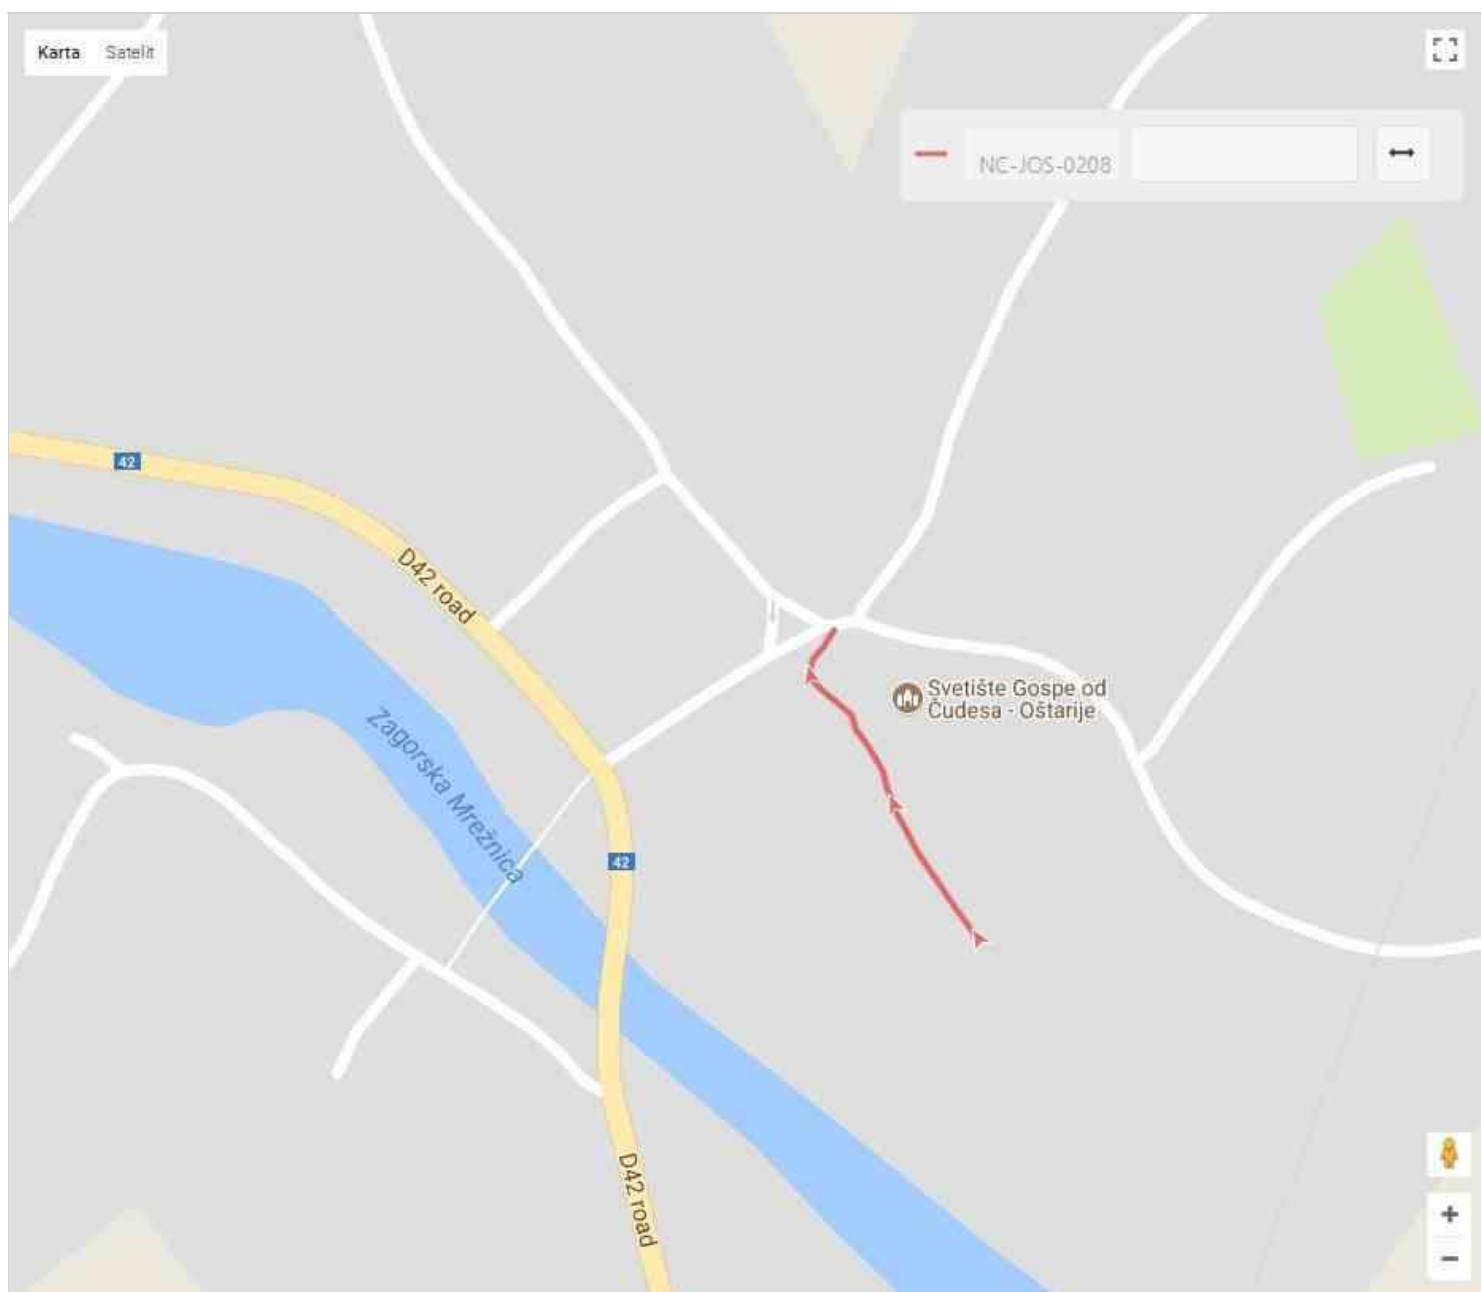 Karta Satelit
NC-JOS-0208
42
D42 road
Svetište Gospe od
Čudesa - Oštarije
Zagorska Mrežnica
42
D42 road